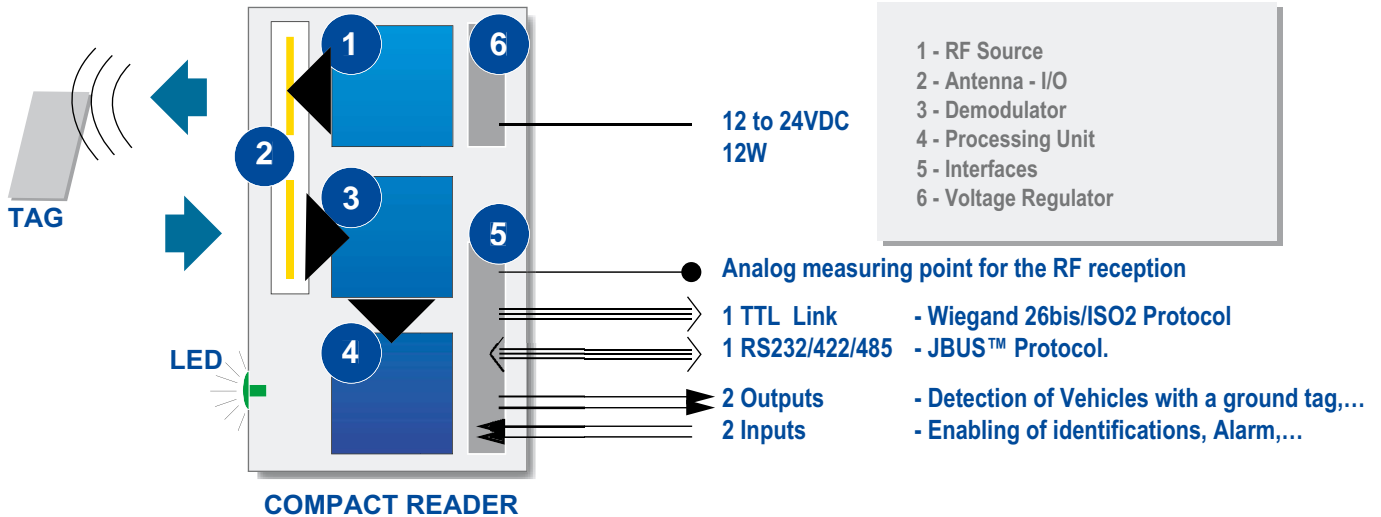 1
6
2
3
5
4
TAG
LED
COMPACT READER
12 to 24VDC
12W
1 - RF Source
2 - Antenna - I/O
3 - Demodulator
4 - Processing Unit
5 - Interfaces
6 - Voltage Regulator
Analog measuring point for the RF reception
1 TTL Link - Wiegand 26bis/ISO2 Protocol
1 RS232/422/485 - JBUS™ Protocol.
2 Outputs - Detection of Vehicles with a ground tag,…
2 Inputs - Enabling of identifications, Alarm,…